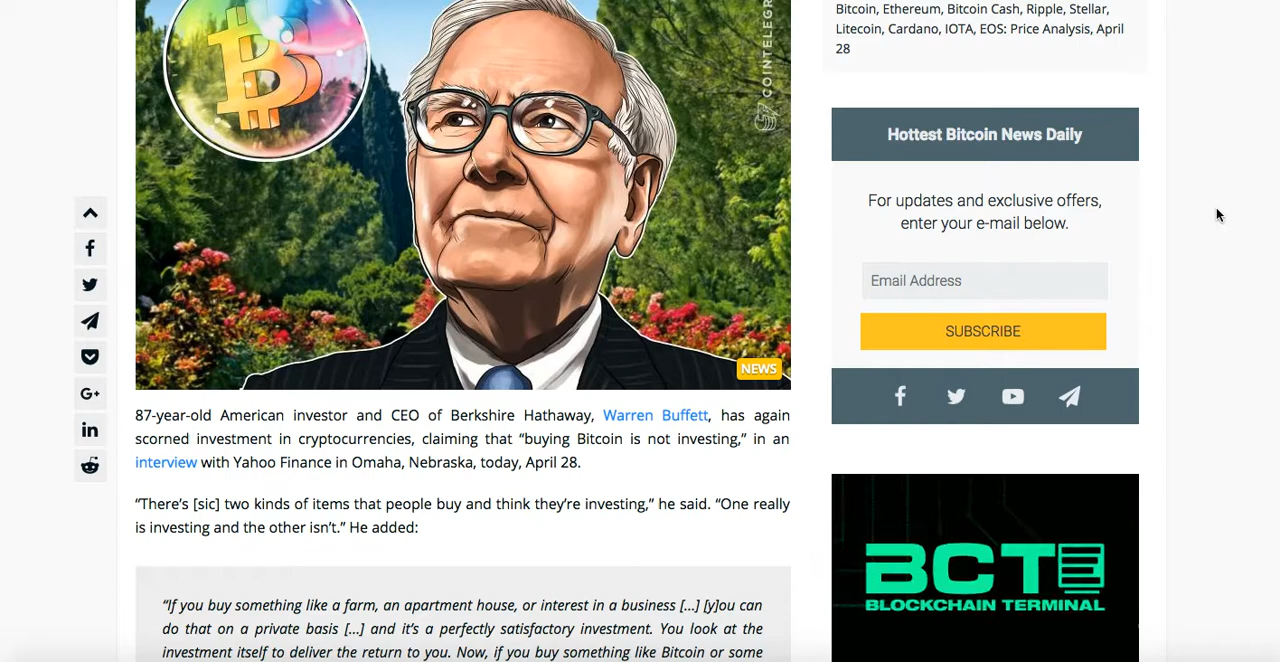 Bitcoin, Ethereum, Bitcoin Cash, Ripple, Stellar,
Litecoin, Cardano, IOTA, EOS: Price Analysis, April
28
COINTELEGR
Hottest Bitcoin News Daily
For updates and exclusive offers,
enter your e-mail below.
Email Address
SUBSCRIBE
NEWS
87-year-old American investor and CEO of Berkshire Hathaway, Warren Buffett, has again
scorned investment in cryptocurrencies, claiming that “buying Bitcoin is not investing,” in an
interview with Yahoo Finance in Omaha, Nebraska, today, April 28.
“There’s [sic] two kinds of items that people buy and think they’re investing,” he said. “One really
is investing and the other isn’t.” He added:
“If you buy something like a farm, an apartment house, or interest in a business [...] [y]ou can
do that on a private basis [...] and it’s a perfectly satisfactory investment. You look at the
investment itself to deliver the return to you. Now, if you buy something like Bitcoin or some
BCT
BLOCKCHAIN TERMINAL